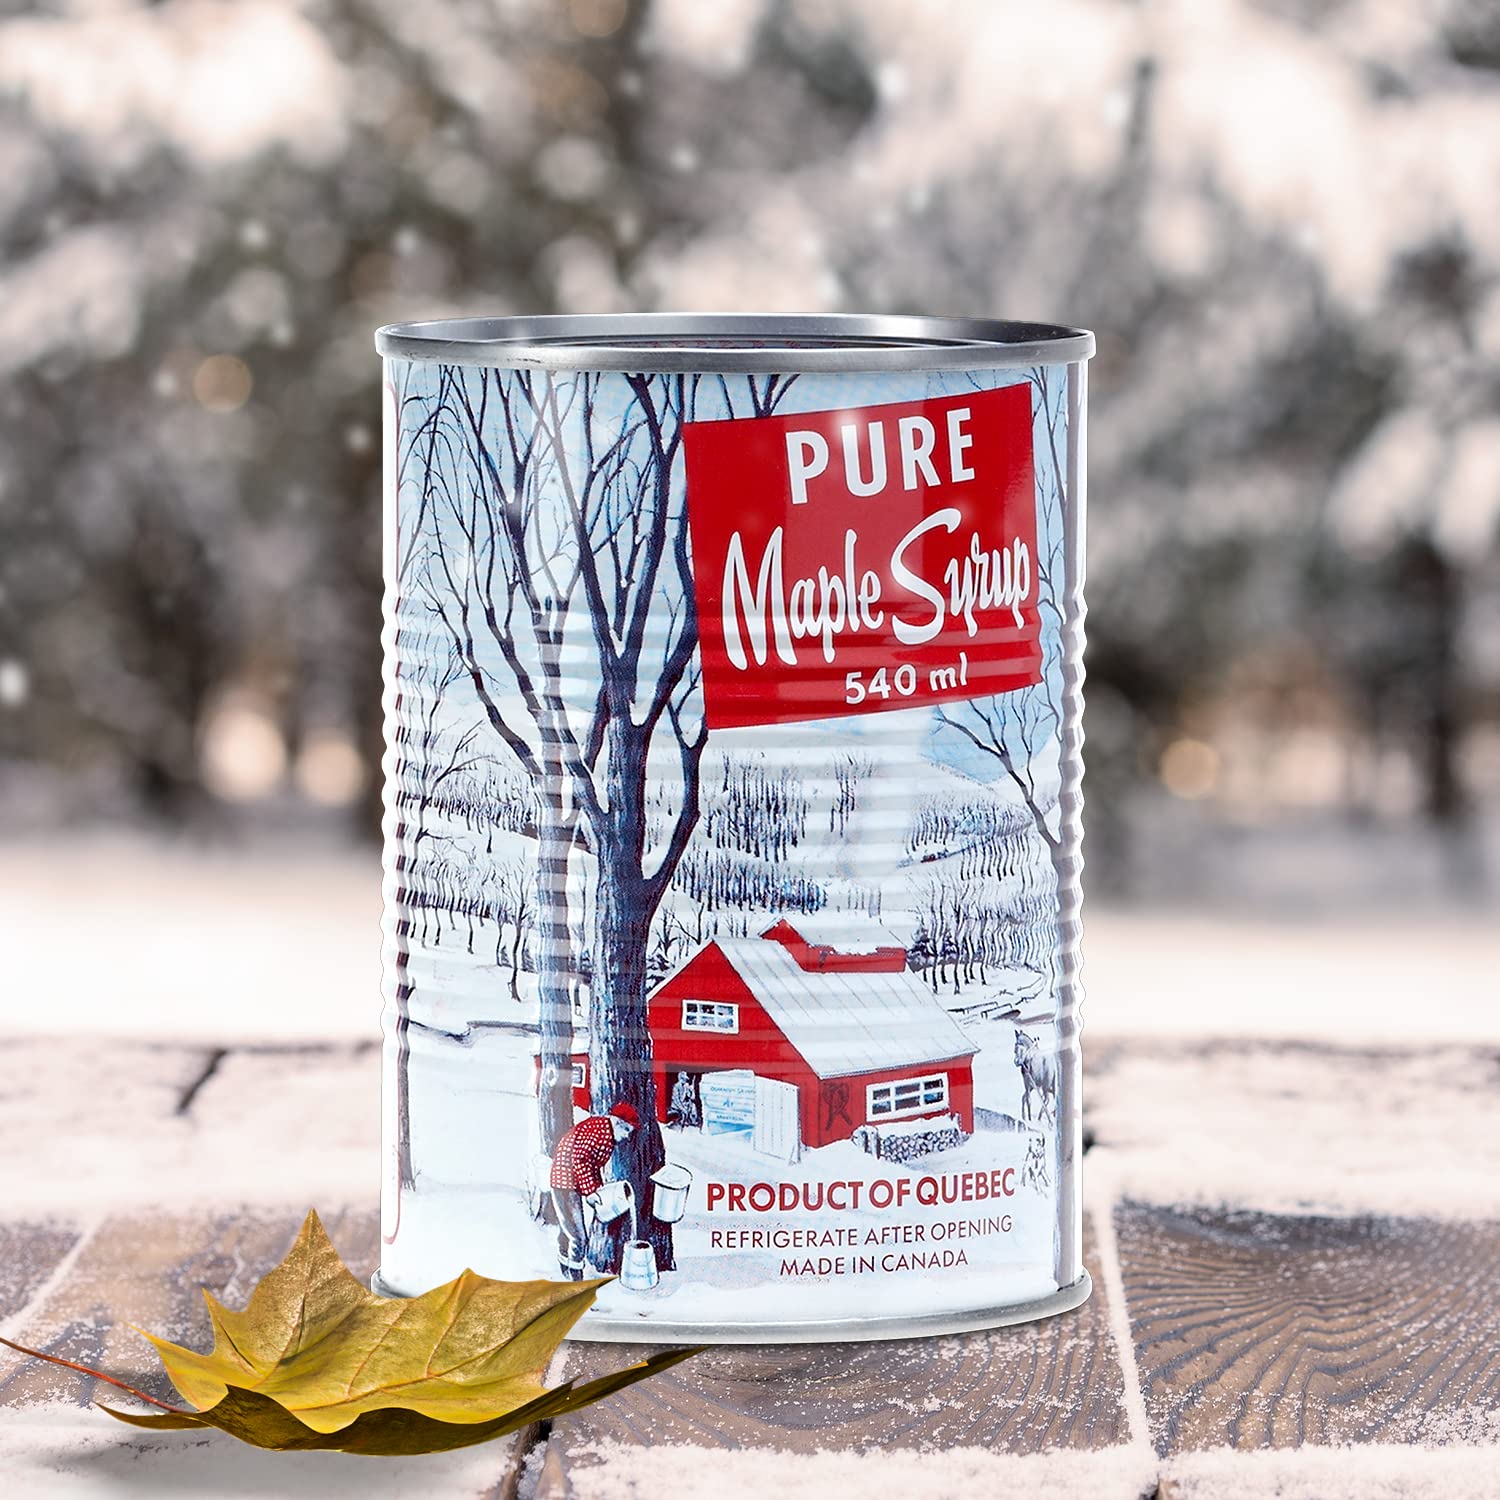 PURE
Maple Syrup
540 ml
PRODUCT OF QUEBEC
REFRIGERATE AFTER OPENING
MADE IN CANADA